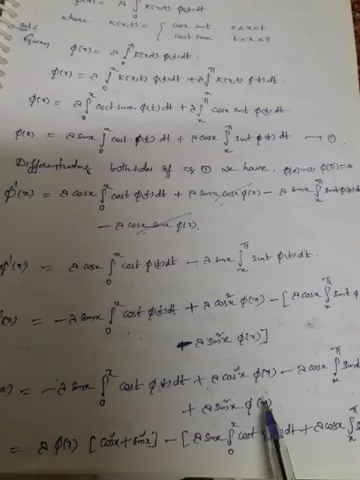 φ(x) = λ∫₀^π K(x,t) φ(t)dt
where K(x,t) = { cosx sint 0≤x≤t
cost sinx t≤x≤π
Given φ(x) = λ∫₀^π K(x,t) φ(t)dt.
φ(x) = λ∫₀^x K(x,t) φ(t)dt + λ∫ₓ^π K(x,t) φ(t)dt.
φ(x) = λ∫₀^x cost sinx φ(t)dt + λ∫ₓ^π cosx sint φ(t)dt.
φ(x) = λ sinx ∫₀^x cost φ(t)dt + λ cosx ∫ₓ^π sint φ(t)dt. → ①
Differentiating both sides of eq ① we have. φ(π)=0
φ'(x) = λ cosx ∫₀^x cost φ(t)dt + λ sinx cosx φ(x) - λ sinx ∫ₓ^π sint φ(t)dt
- λ cosx sinx φ(x).
φ'(x) = λ cosx ∫₀^x cost φ(t)dt - λ sinx ∫ₓ^π sint φ(t)dt.
'(x) = -λ sinx ∫₀^x cost φ(t)dt + λ cos²x φ(x) - [λ cosx ∫ₓ^π sint φ
- λ sin²x φ(x)]
x) = -λ sinx ∫₀^x cost φ(t)dt + λ cos²x φ(x) - λ cosx ∫ₓ^π sint
+ λ sin²x φ(x)
= λ φ(x) [cos²x + sin²x] - [λ sinx ∫₀^x cost φ(t)dt + λ cosx ∫ₓ^π s